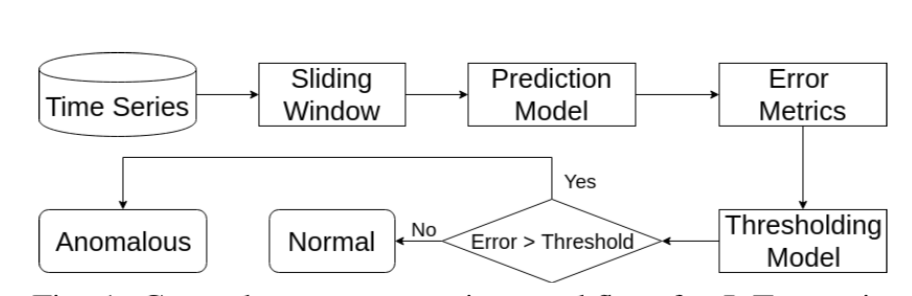 Time Series
Sliding
Window
Prediction
Model
Error
Metrics
Yes
Anomalous
Normal
No
Error > Threshold
Thresholding
Model